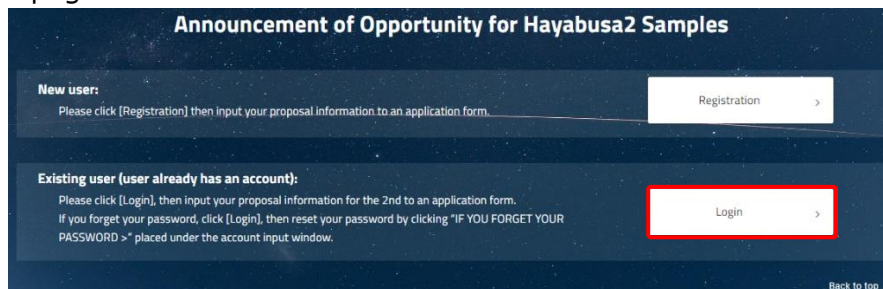 Announcement of Opportunity for Hayabusa2 Samples
New user:
Please click [Registration] then input your proposal information to an application form.
Registration >
Existing user (user already has an account):
Please click [Login], then input your proposal information for the 2nd to an application form.
If you forget your password, click [Login], then reset your password by clicking "IF YOU FORGET YOUR
PASSWORD >" placed under the account input window.
Login >
Back to top